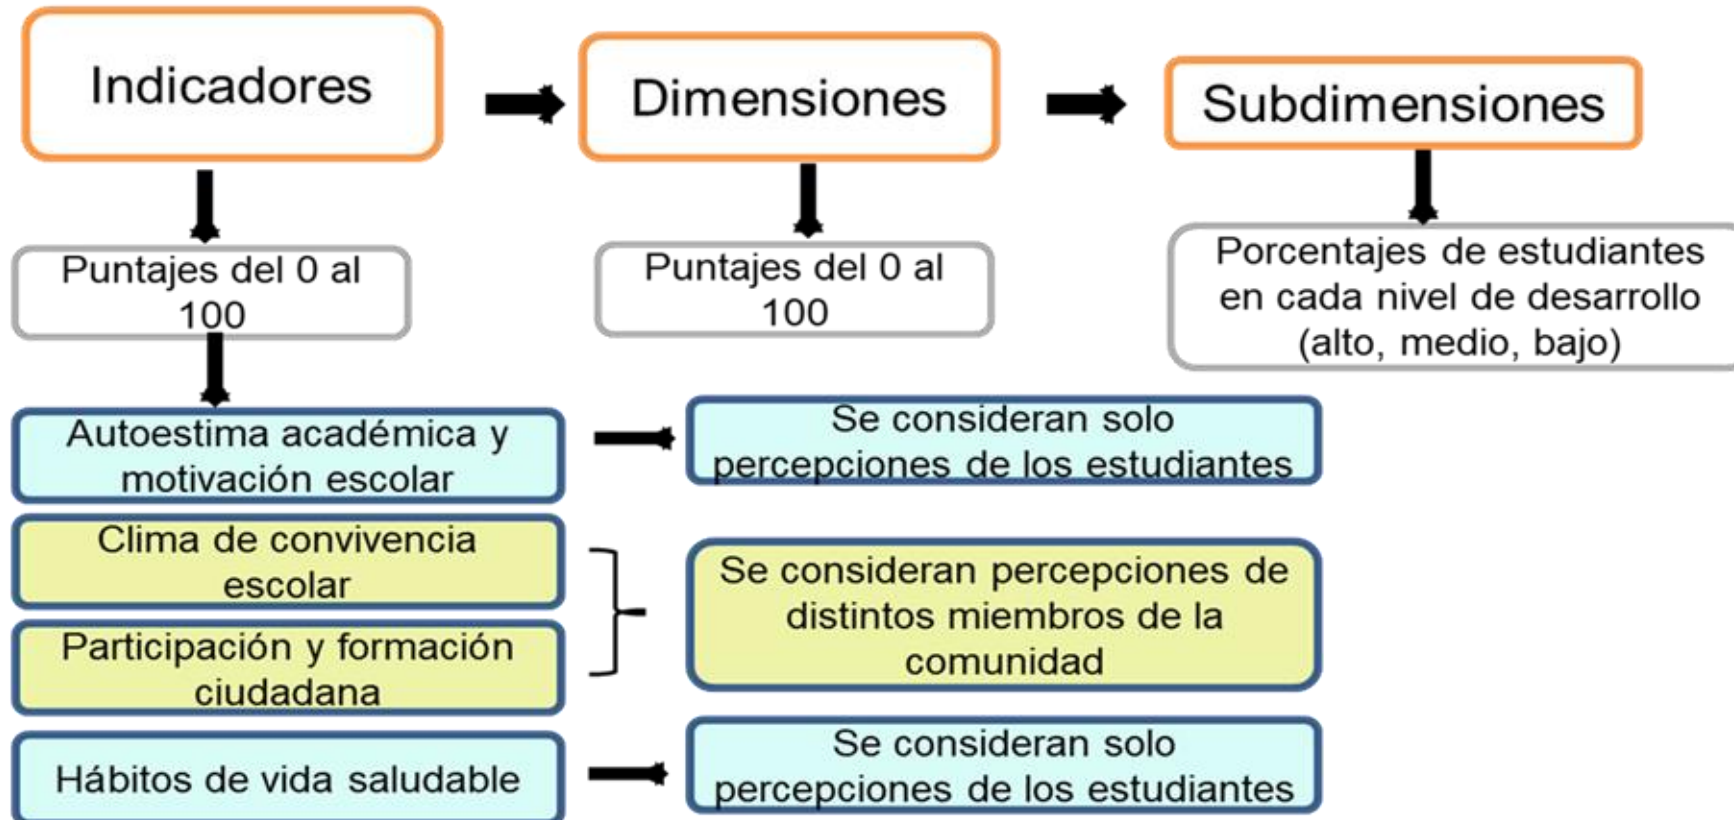 Indicadores
Dimensiones
Subdimensiones
Puntajes del 0 al
100
Puntajes del 0 al
100
Porcentajes de estudiantes
en cada nivel de desarrollo
(alto, medio, bajo)
Autoestima académica y
motivación escolar
Se consideran solo
percepciones de los estudiantes
Clima de convivencia
escolar
Participación y formación
ciudadana
Se consideran percepciones de
distintos miembros de la
comunidad
Hábitos de vida saludable
Se consideran solo
percepciones de los estudiantes